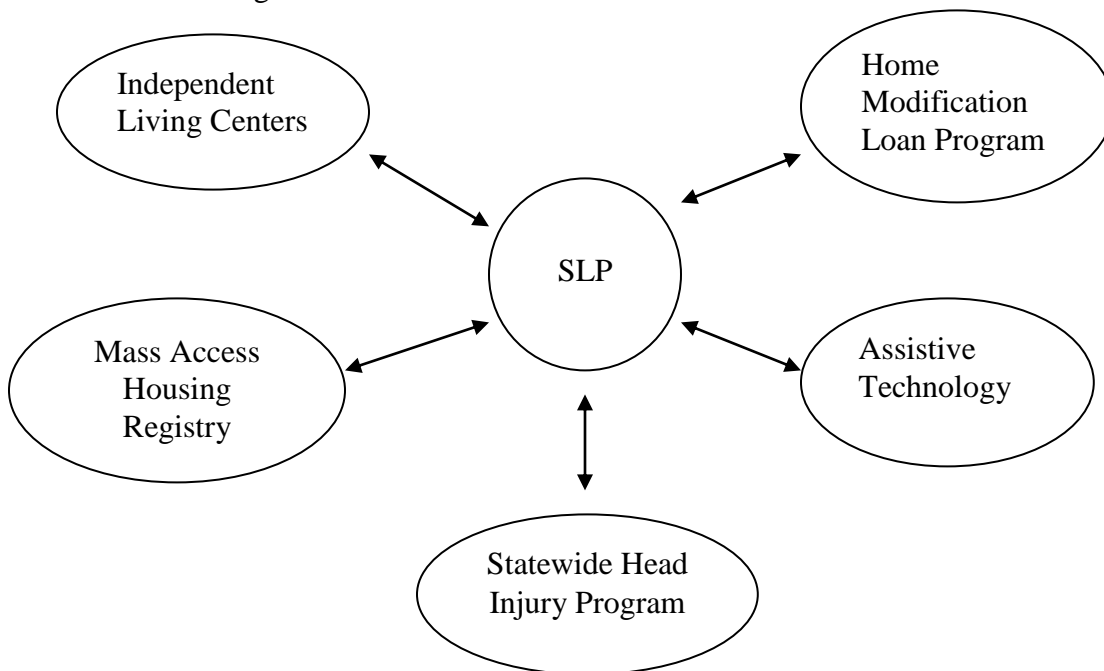 Independent
Living Centers
Home
Modification
Loan Program
SLP
Mass Access
Housing
Registry
Assistive
Technology
Statewide Head
Injury Program